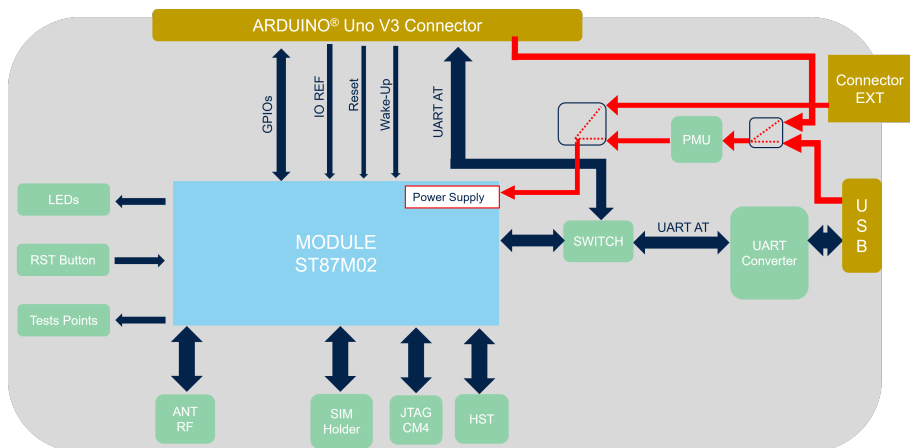 ARDUINO® Uno V3 Connector
GPIOs
IO REF
Reset
Wake-Up
UART AT
Connector
EXT
PMU
LEDs
Power Supply
U
S
B
MODULE
ST87M02
SWITCH
UART AT
UART
Converter
RST Button
Tests Points
ANT
RF
SIM
Holder
JTAG
CM4
HST